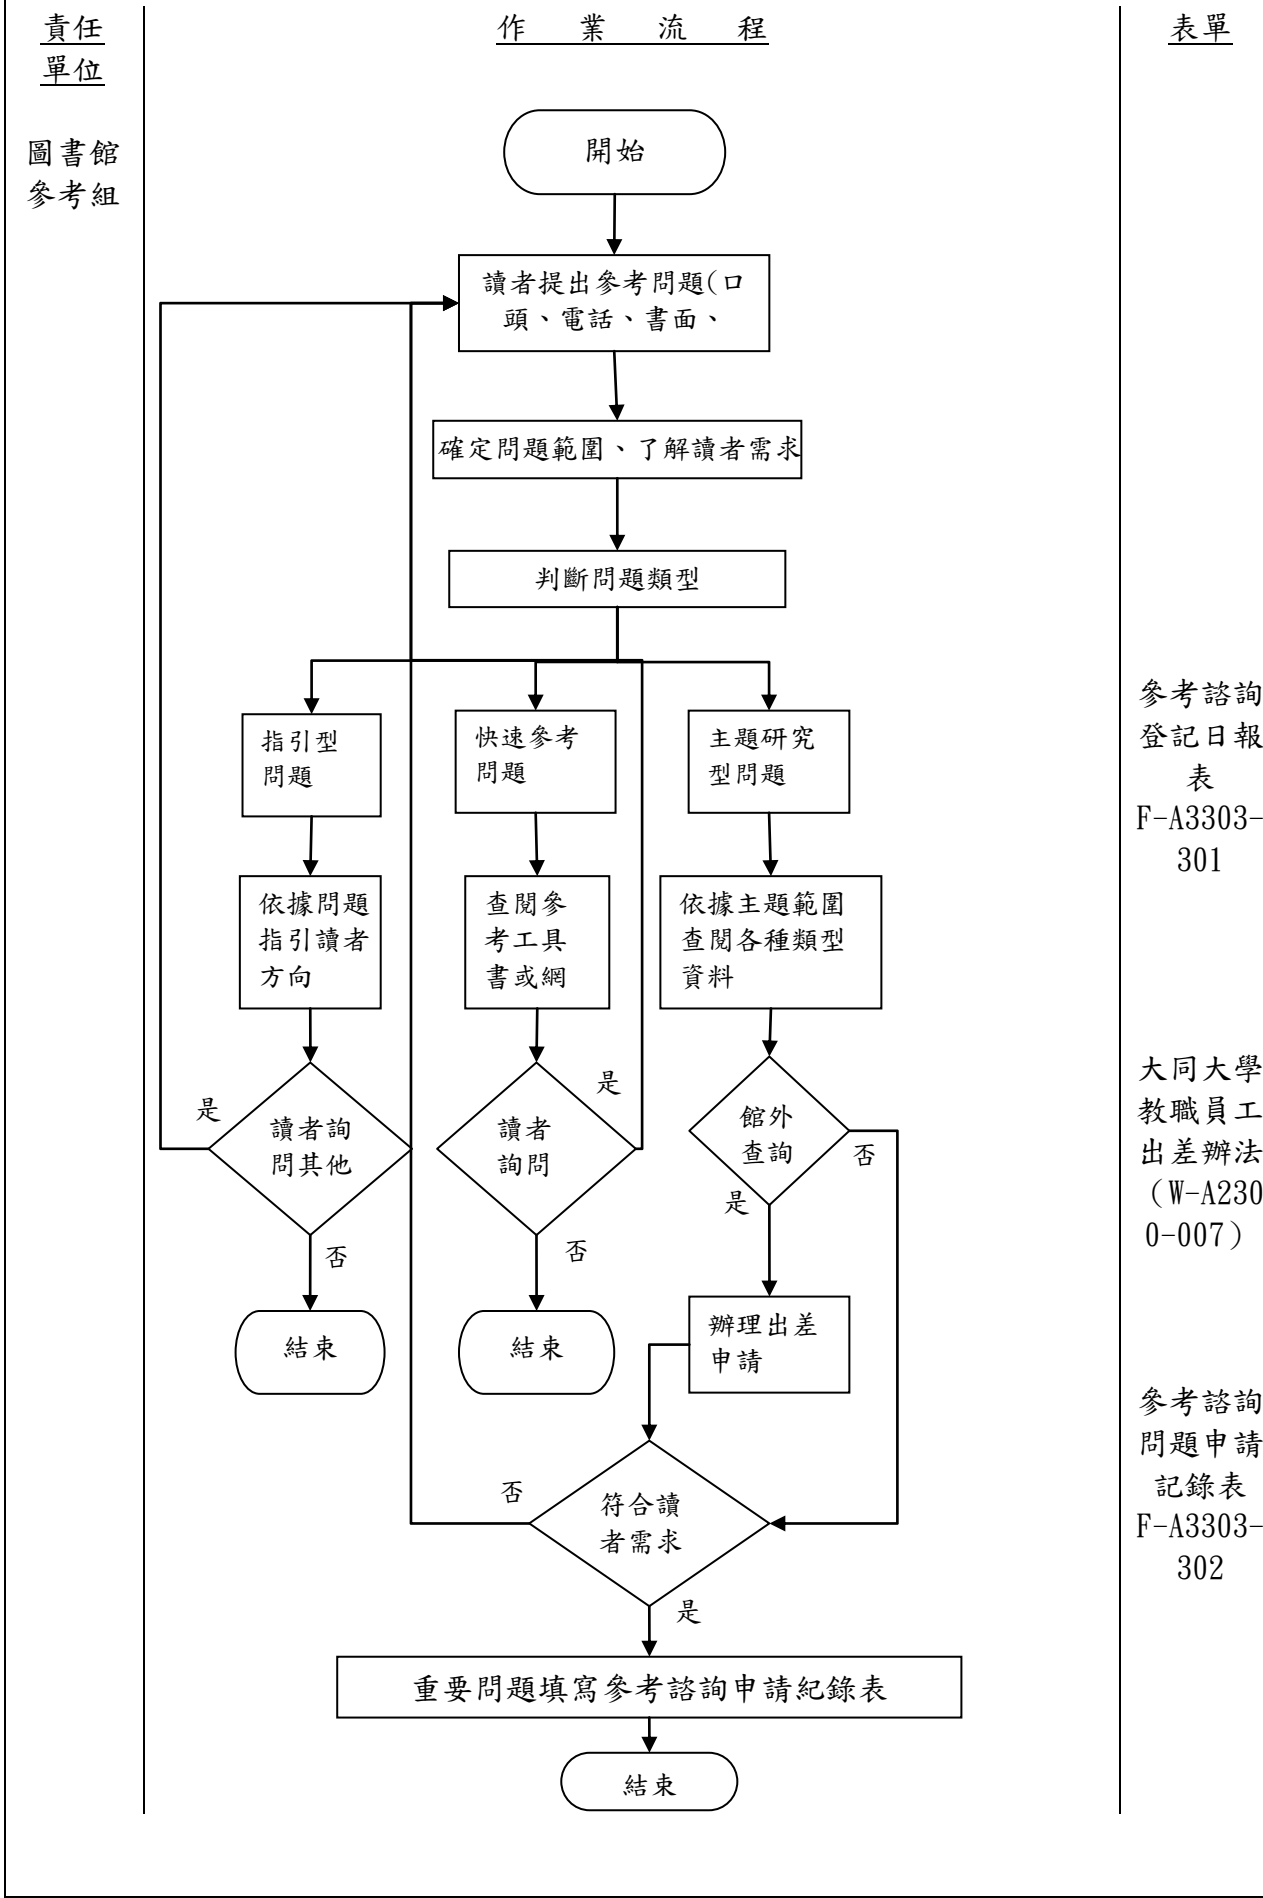 責任
單位
作業流程
表單
圖書館
參考組
開始
讀者提出參考問題(口
頭、電話、書面、
確定問題範圍、了解讀者需求
判斷問題類型
指引型
問題
快速參考
問題
主題研究
型問題
依據問題
指引讀者
方向
查閱參
考工具
書或網
依據主題範圍
查閱各種類型
資料
是
讀者詢
問其他
否
結束
是
讀者
詢問
否
結束
館外
查詢
否
是
辦理出差
申請
否
符合讀
者需求
是
重要問題填寫參考諮詢申請紀錄表
結束
參考諮詢
登記日報
表
F-A3303-
301
大同大學
教職員工
出差辦法
（W-A230
0-007）
參考諮詢
問題申請
記錄表
F-A3303-
302